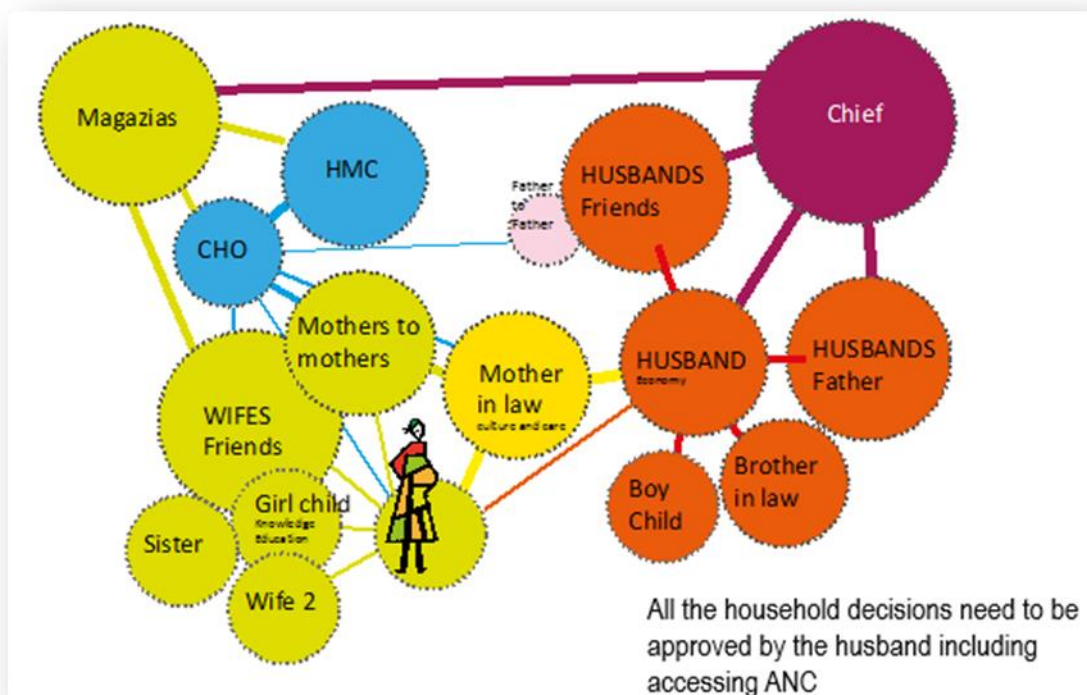 Magazias
Chief
HMC
HUSBANDS
Friends
Father
to
Father
CHO
Mothers to
mothers
Mother
in law
culture and care
HUSBAND
Economy
HUSBANDS
Father
WIFES
Friends
Girl child
Knowledge
Education
Boy
Child
Brother
in law
Sister
Wife 2
All the household decisions need to be
approved by the husband including
accessing ANC